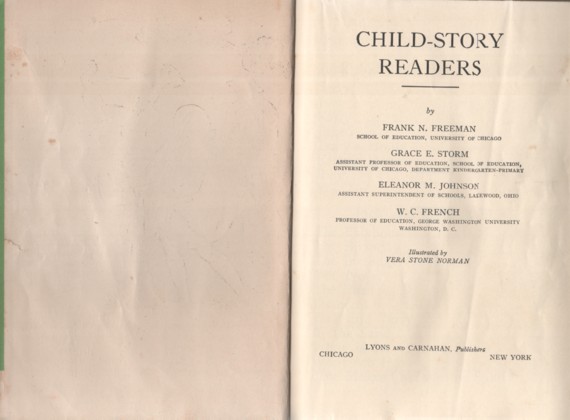 CHILD-STORY
READERS
by
FRANK N. FREEMAN
SCHOOL OF EDUCATION, UNIVERSITY OF CHICAGO
GRACE E. STORM
ASSISTANT PROFESSOR OF EDUCATION, SCHOOL OF EDUCATION,
UNIVERSITY OF CHICAGO, DEPARTMENT KINDERGARTEN-PRIMARY
ELEANOR M. JOHNSON
ASSISTANT SUPERINTENDENT OF SCHOOLS, LAKEWOOD, OHIO
W. C. FRENCH
PROFESSOR OF EDUCATION, GEORGE WASHINGTON UNIVERSITY
WASHINGTON, D. C.
Illustrated by
VERA STONE NORMAN
LYONS AND CARNAHAN, Publishers
CHICAGO NEW YORK